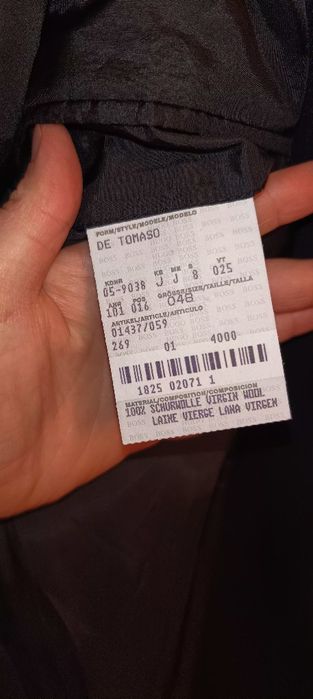 FORM/STYLE/MODELE/MODELO
DE TOMASO
KONR KB ME S VT
05-9038 J J 8 025
ANR POS GRÖSSE/SIZE/TAILLE/TALLA
101 016 048
ARTIKEL/ARTICLE/ARTICULO
01437/059
269 01 4000
1825 02071 1
MATERIAL/COMPOSITION/COMPOSICION
100% SCHURWOLLE VIRGIN WOOL
LAINE VIERGE LANA VIRGEN